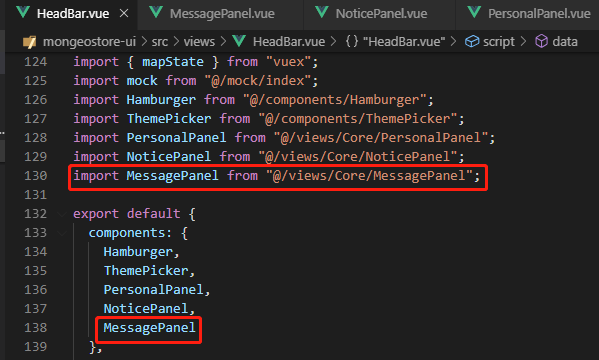 HeadBar.vue × MessagePanel.vue NoticePanel.vue PersonalPanel.vue
mongeostore-ui > src > views > HeadBar.vue > {} "HeadBar.vue" > script > data
124 import { mapState } from "vuex";
125 import mock from "@/mock/index";
126 import Hamburger from "@/components/Hamburger";
127 import ThemePicker from "@/components/ThemePicker";
128 import PersonalPanel from "@/views/Core/PersonalPanel";
129 import NoticePanel from "@/views/Core/NoticePanel";
130 import MessagePanel from "@/views/Core/MessagePanel";
131
132 export default {
133 components: {
134 Hamburger,
135 ThemePicker,
136 PersonalPanel,
137 NoticePanel,
138 MessagePanel
139 },